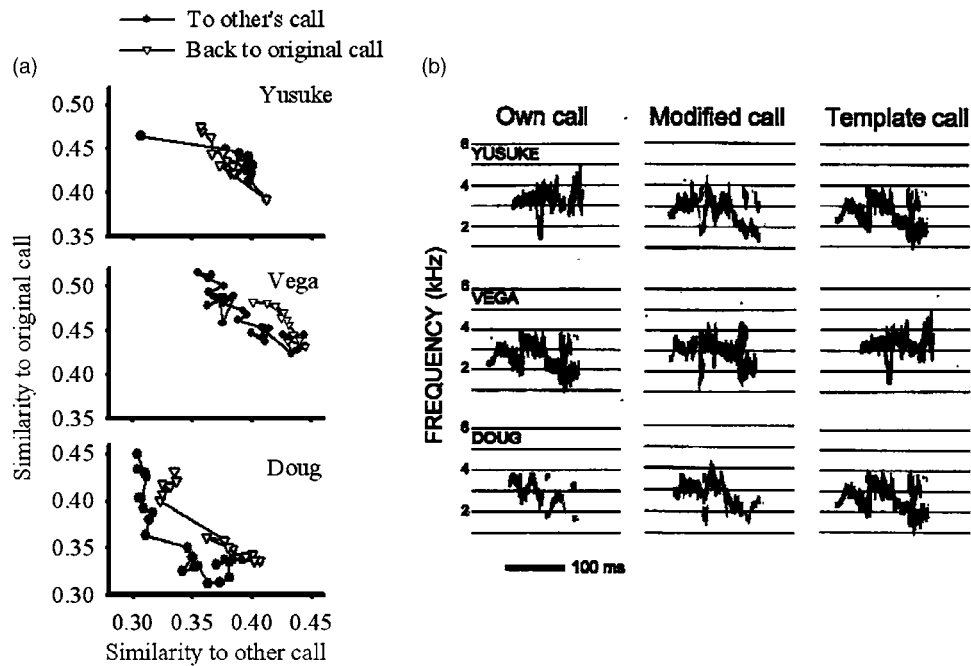 To other's call
Back to original call
(a)
Yusuke
0.50
0.45
0.40
0.35
Vega
0.50
0.45
0.40
0.35
Doug
0.45
0.40
0.35
0.30
0.30 0.35 0.40 0.45
Similarity to original call
Similarity to other call
(b)
Own call Modified call Template call
FREQUENCY (kHz)
6
YUSUKE
4
2
6
VEGA
4
2
6
DOUG
4
2
100 ms